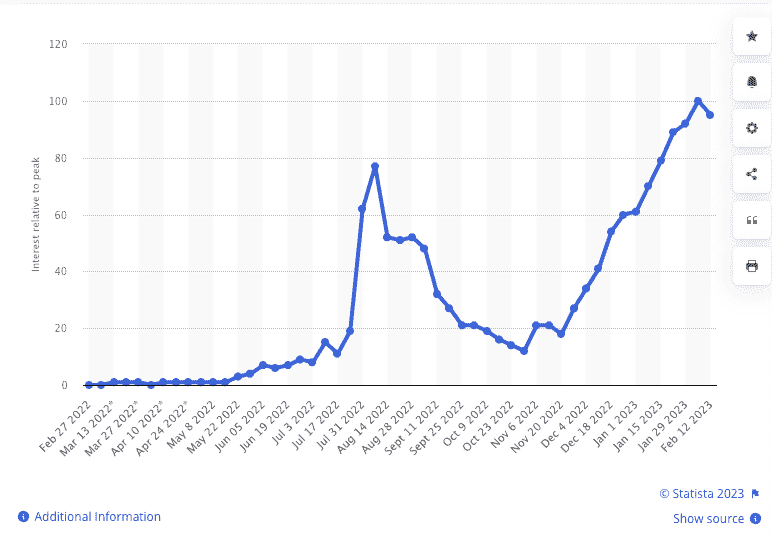 120
100
80
60
40
20
0
Interest relative to peak
Feb 27 2022
Mar 13 2022*
Mar 27 2022*
Apr 10 2022*
Apr 24 2022*
May 8 2022
May 22 2022
Jun 05 2022
Jun 19 2022
Jul 3 2022
Jul 17 2022
Jul 31 2022
Aug 14 2022
Aug 28 2022
Sept 11 2022
Sept 25 2022
Oct 9 2022
Oct 23 2022
Nov 6 2022
Nov 20 2022
Dec 4 2022
Dec 18 2022
Jan 1 2023
Jan 15 2023
Jan 29 2023
Feb 12 2023
© Statista 2023
Additional Information
Show source